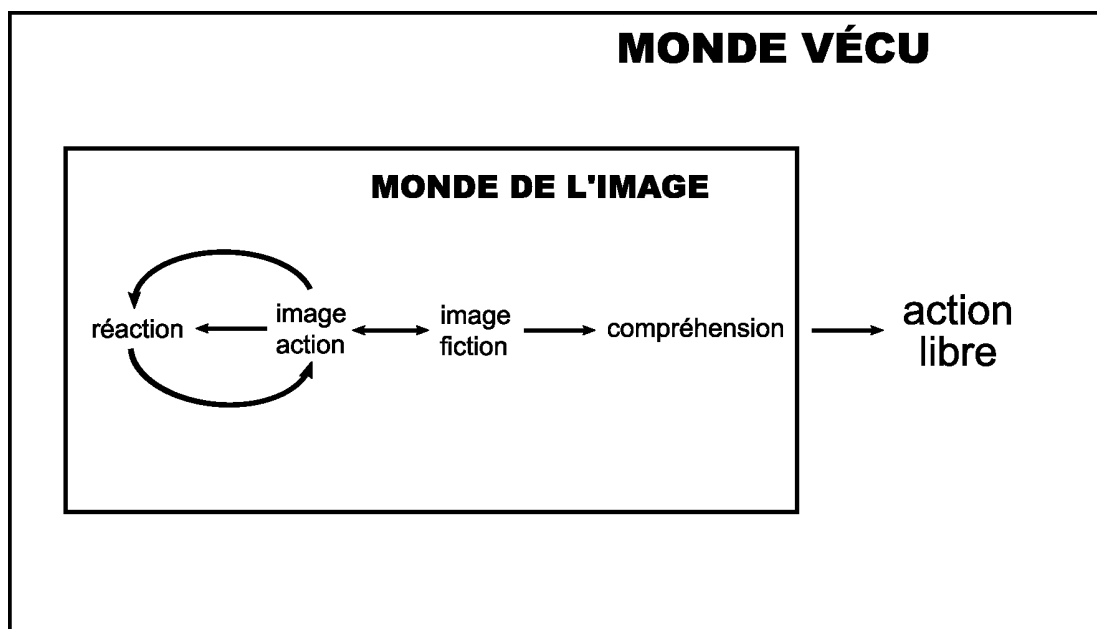 MONDE VÉCU
MONDE DE L'IMAGE
réaction
image
action
image
fiction
compréhension
action
libre